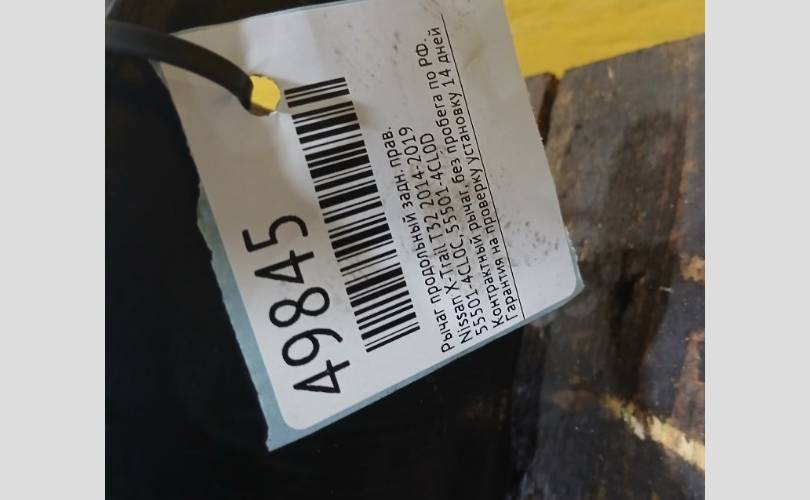 49845
Рычаг продольный задн. прав.
Nissan X-Trail T32 2014-2019
55501-4CL0C, 55501-4CL0D
Контрактный рычаг, без пробега по РФ.
Гарантия на проверку установку 14 дней